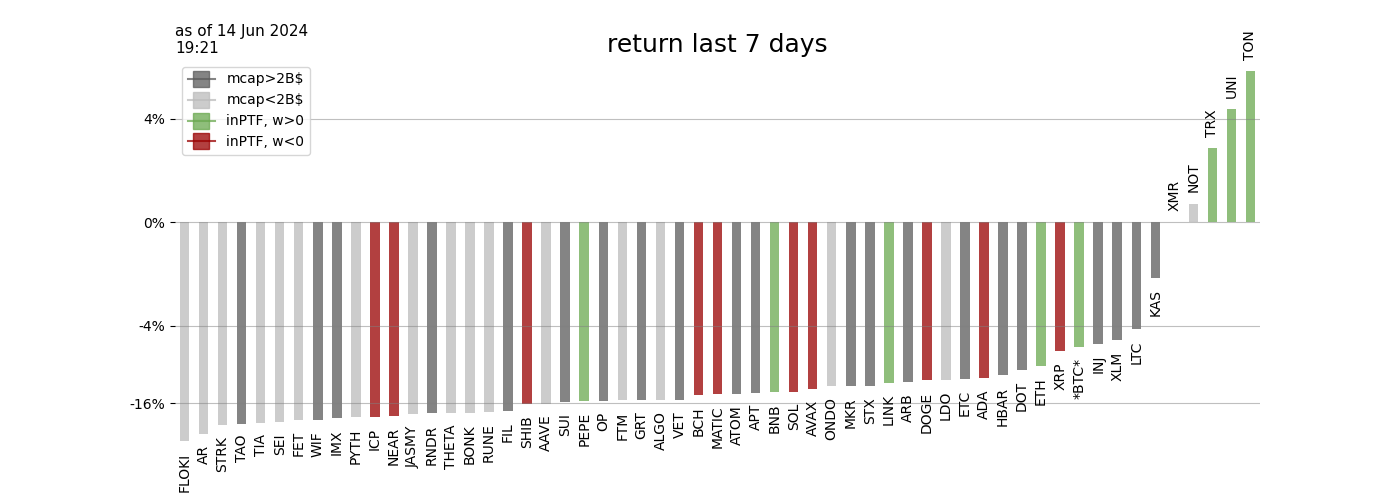 as of 14 Jun 2024
19:21
return last 7 days
mcap>2B$
mcap<2B$
inPTF, w>0
inPTF, w<0
4%
0%
-4%
-16%
FLOKI
AR
STRK
TAO
TIA
SEI
FET
WIF
IMX
PYTH
ICP
NEAR
JASMY
RNDR
THETA
BONK
RUNE
FIL
SHIB
AAVE
SUI
PEPE
OP
FTM
GRT
ALGO
VET
BCH
MATIC
ATOM
APT
BNB
SOL
AVAX
ONDO
MKR
STX
LINK
ARB
DOGE
LDO
ETC
ADA
HBAR
DOT
ETH
XRP
*BTC*
INJ
XLM
LTC
KAS
XMR
NOT
TRX
UNI
TON